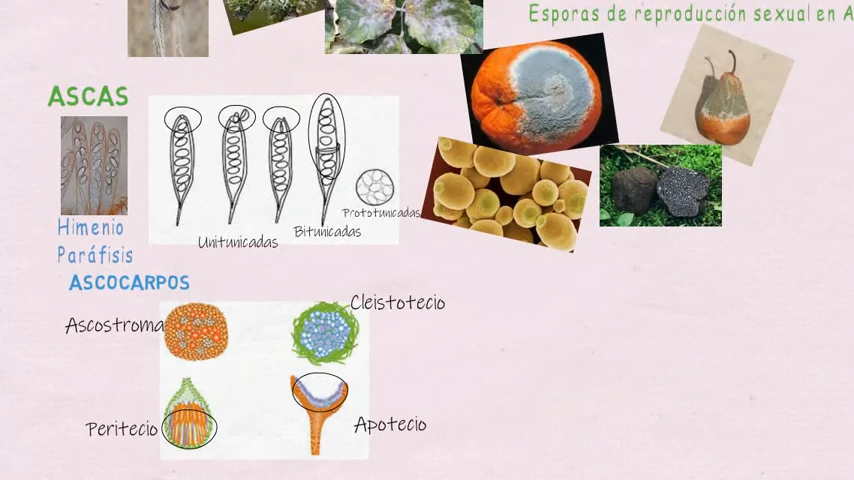 Esporas de reproducción sexual en A
ASCAS
Prototunicadas
Himenio
Bitunicadas
Unitunicadas
Paráfisis
ASCOCARPOS
Cleistotecio
Ascostroma
Peritecio
Apotecio